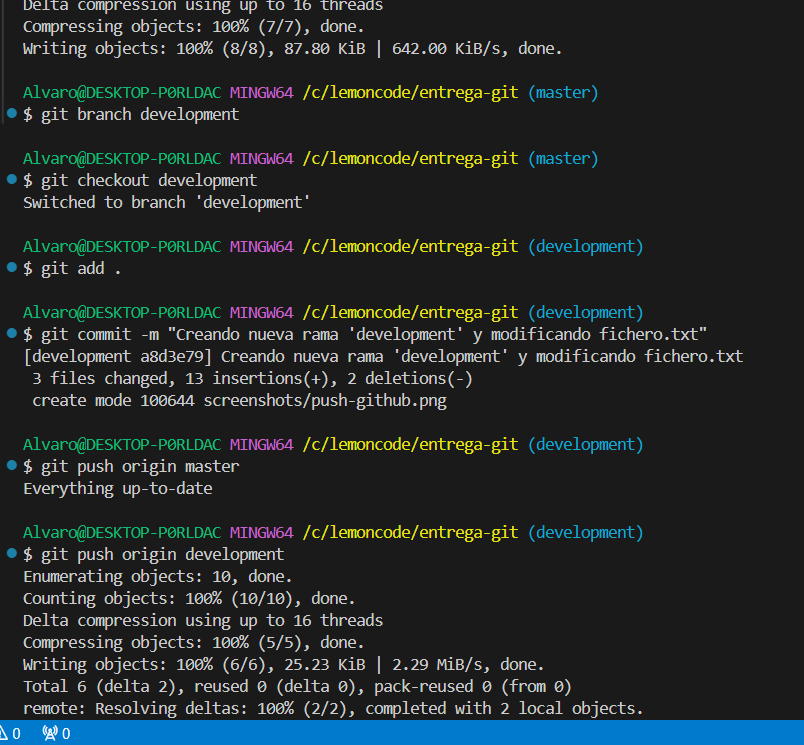 Delta compression using up to 16 threads
Compressing objects: 100% (7/7), done.
Writing objects: 100% (8/8), 87.80 KiB | 642.00 KiB/s, done.
Alvaro@DESKTOP-P0RLDAC MINGW64 /c/lemoncode/entrega-git (master)
$ git branch development
Alvaro@DESKTOP-P0RLDAC MINGW64 /c/lemoncode/entrega-git (master)
$ git checkout development
Switched to branch 'development'
Alvaro@DESKTOP-P0RLDAC MINGW64 /c/lemoncode/entrega-git (development)
$ git add .
Alvaro@DESKTOP-P0RLDAC MINGW64 /c/lemoncode/entrega-git (development)
$ git commit -m "Creando nueva rama 'development' y modificando fichero.txt"
[development a8d3e79] Creando nueva rama 'development' y modificando fichero.txt
 3 files changed, 13 insertions(+), 2 deletions(-)
 create mode 100644 screenshots/push-github.png
Alvaro@DESKTOP-P0RLDAC MINGW64 /c/lemoncode/entrega-git (development)
$ git push origin master
Everything up-to-date
Alvaro@DESKTOP-P0RLDAC MINGW64 /c/lemoncode/entrega-git (development)
$ git push origin development
Enumerating objects: 10, done.
Counting objects: 100% (10/10), done.
Delta compression using up to 16 threads
Compressing objects: 100% (5/5), done.
Writing objects: 100% (6/6), 25.23 KiB | 2.29 MiB/s, done.
Total 6 (delta 2), reused 0 (delta 0), pack-reused 0 (from 0)
remote: Resolving deltas: 100% (2/2), completed with 2 local objects.
0 0